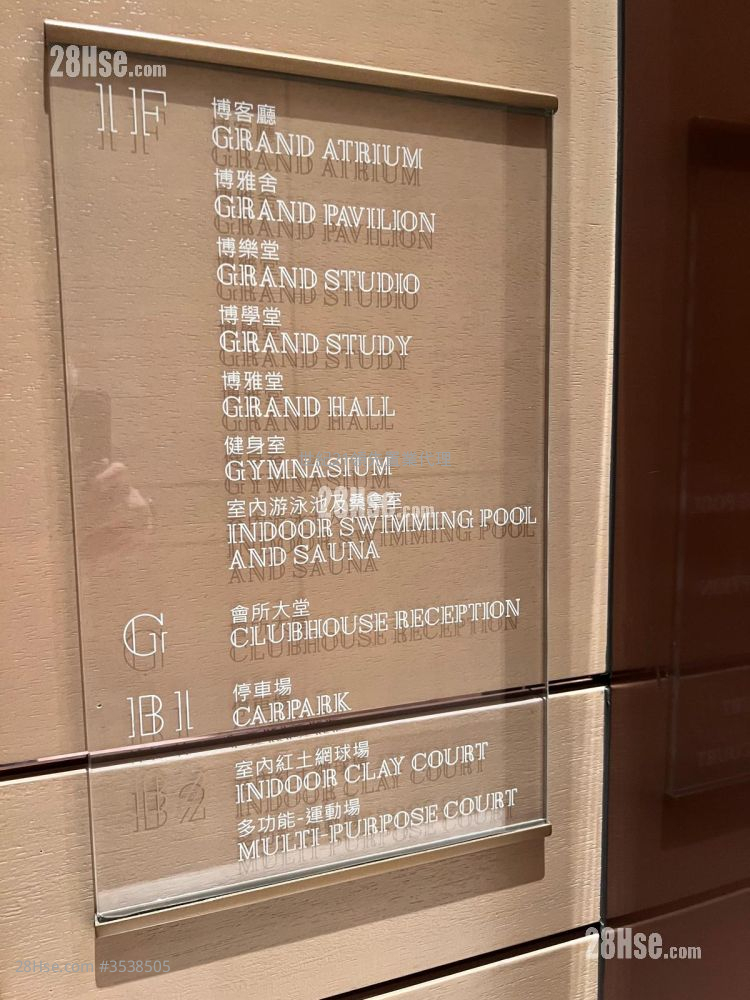 28Hse.com
1F
博客廳
GRAND ATRIUM
博雅舍
GRAND PAVILION
博樂堂
GRAND STUDIO
博學堂
GRAND STUDY
博雅堂
GRAND HALL
健身室
GYMNASIUM
室內游泳池及桑拿室
28Hse.com
INDOOR SWIMMING POOL
AND SAUNA
G
會所大堂
CLUBHOUSE RECEPTION
B1
停車場
CARPARK
B2
室內紅土網球場
INDOOR CLAY COURT
多功能-運動場
MULTI-PURPOSE COURT
28Hse.com
28Hse.com #3538505